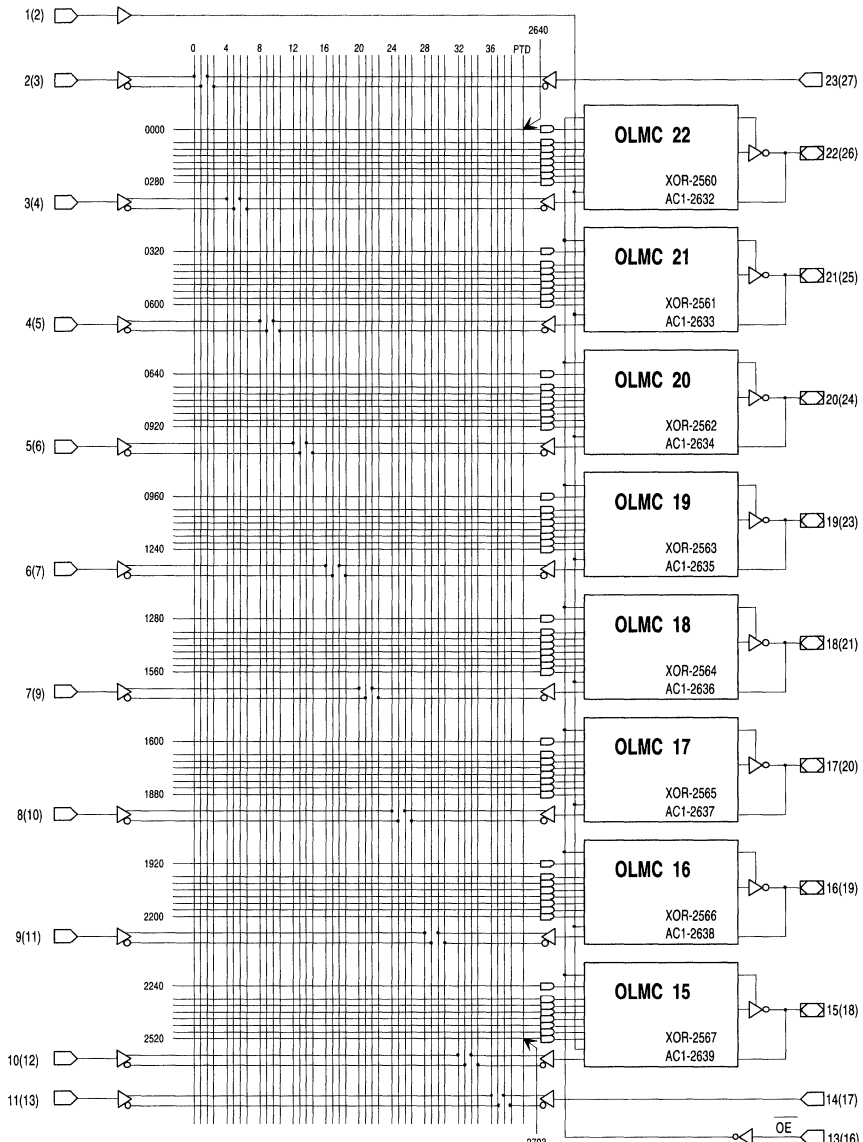 1(2)
2640
0 4 8 12 16 20 24 28 32 36 PTD
2(3)
23(27)
0000
OLMC 22
22(26)
0280
XOR-2560
AC1-2632
3(4)
0320
OLMC 21
21(25)
0600
XOR-2561
AC1-2633
4(5)
0640
OLMC 20
20(24)
0920
XOR-2562
AC1-2634
5(6)
0960
OLMC 19
19(23)
1240
XOR-2563
AC1-2635
6(7)
1280
OLMC 18
18(21)
1560
XOR-2564
AC1-2636
7(9)
1600
OLMC 17
17(20)
1880
XOR-2565
AC1-2637
8(10)
1920
OLMC 16
16(19)
2200
XOR-2566
AC1-2638
9(11)
2240
OLMC 15
15(18)
2520
XOR-2567
AC1-2639
10(12)
11(13)
14(17)
OE
13(16)
2703